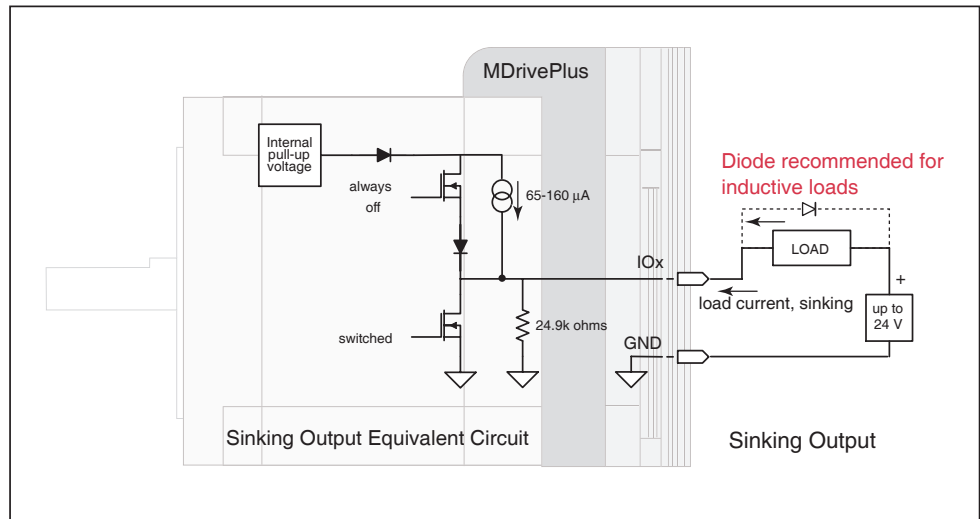 MDrivePlus
Internal
pull-up
voltage
always
off
65-160 µA
Diode recommended for
inductive loads
LOAD
IOx
load current, sinking
+
up to
24 V
switched
24.9k ohms
GND
Sinking Output Equivalent Circuit
Sinking Output